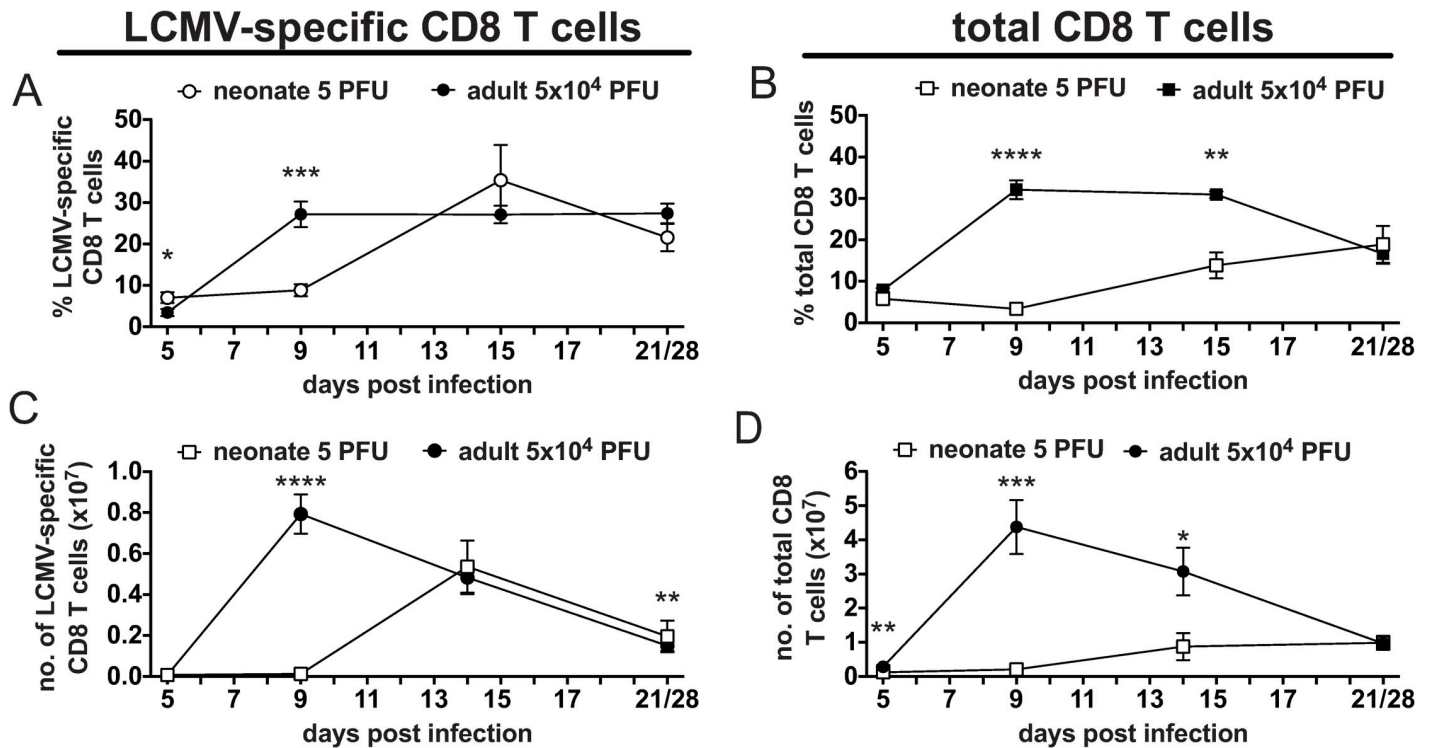 LCMV-specific CD8 T cells
total CD8 T cells
A
neonate 5 PFU
adult 5x10⁴ PFU
% LCMV-specific
CD8 T cells
50
40
30
20
10
0
*
***
5 7 9 11 13 15 17 21/28
days post infection
B
neonate 5 PFU
adult 5x10⁴ PFU
% total CD8 T cells
50
40
30
20
10
0
****
**
5 7 9 11 13 15 17 21/28
days post infection
C
neonate 5 PFU
adult 5x10⁴ PFU
no. of LCMV-specific
CD8 T cells (x10⁷)
1.0
0.8
0.6
0.4
0.2
0.0
****
**
5 7 9 11 13 15 17 21/28
days post infection
D
neonate 5 PFU
adult 5x10⁴ PFU
no. of total CD8
T cells (x10⁷)
6
5
4
3
2
1
0
**
***
*
5 7 9 11 13 15 17 21/28
days post infection